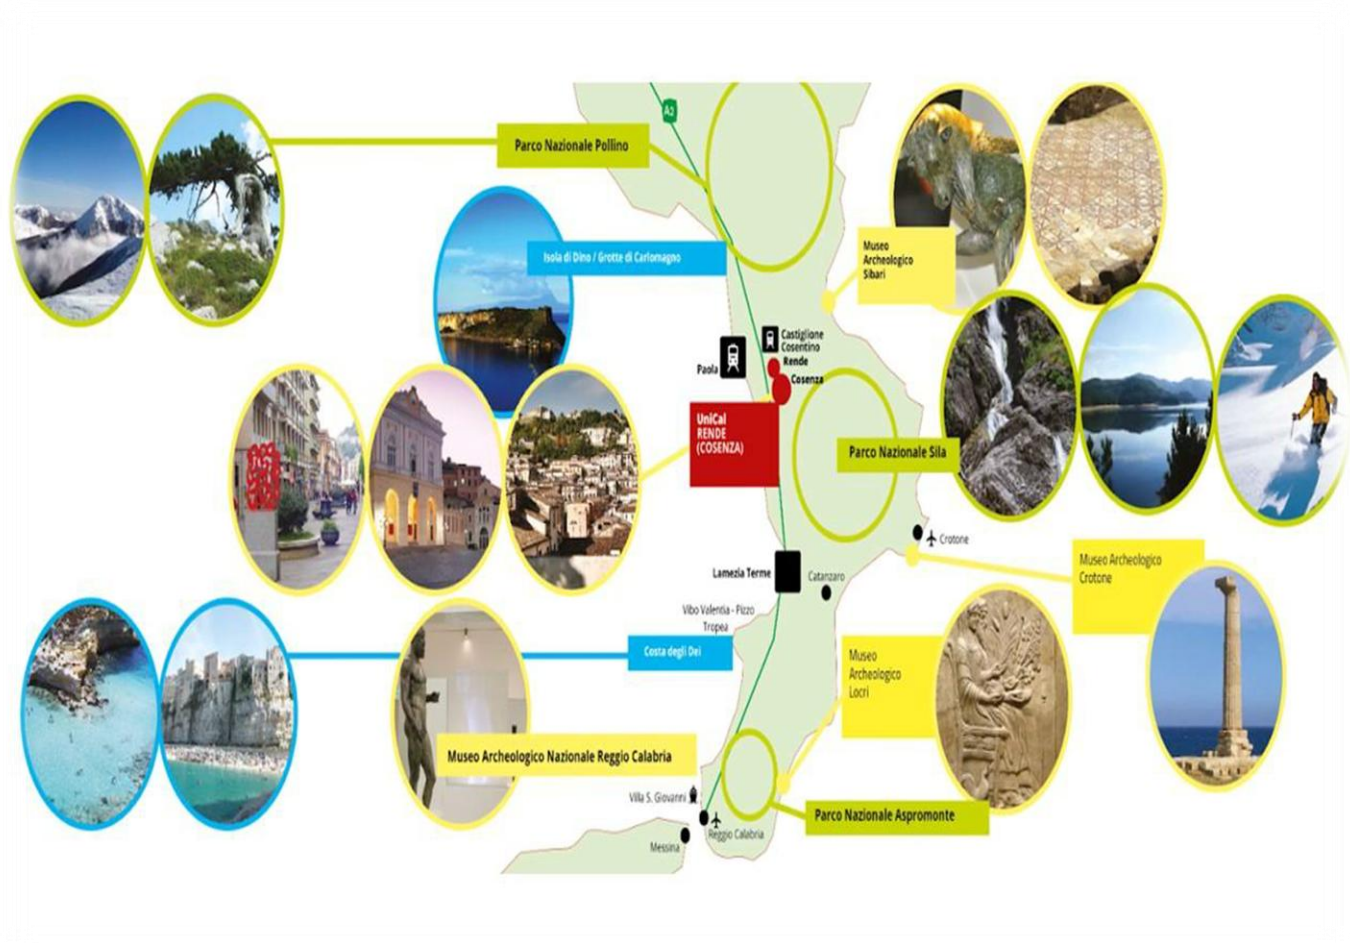 A2
Parco Nazionale Pollino
Isola di Dino / Grotte di Carlomagno
Museo
Archeologico
Sibari
Castiglione
Cosentino
Rende
Paola
Cosenza
UniCal
RENDE
(COSENZA)
Parco Nazionale Sila
Crotone
Museo Archeologico
Crotone
Lamezia Terme
Catanzaro
Vibo Valentia - Pizzo
Tropea
Costa degli Dei
Museo
Archeologico
Locri
Museo Archeologico Nazionale Reggio Calabria
Villa S. Giovanni
Parco Nazionale Aspromonte
Reggio Calabria
Messina